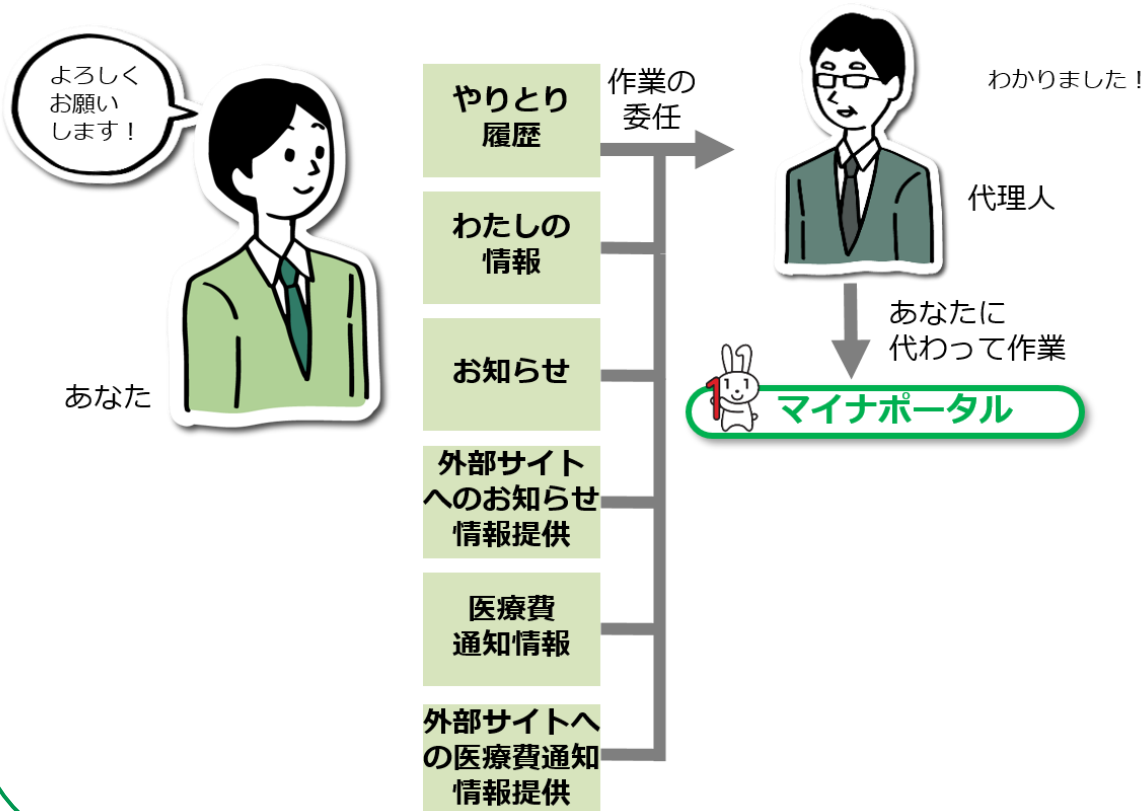 よろしく
お願い
します！
あなた
やりとり
履歴
わたしの
情報
お知らせ
外部サイト
へのお知らせ
情報提供
医療費
通知情報
外部サイトへ
の医療費通知
情報提供
作業の
委任
わかりました！
代理人
あなたに
代わって作業
1
マイナポータル